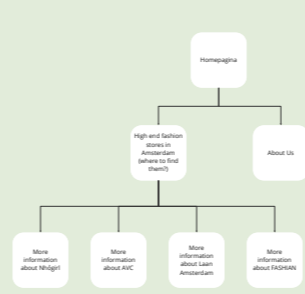 Homepagina
High end fashion
stores in
Amsterdam
(where to find
them?)
About Us
More
information
about Nhógirl
More
information
about AVC
More
information
about Laan
Amsterdam
More
information
about FASHIAN